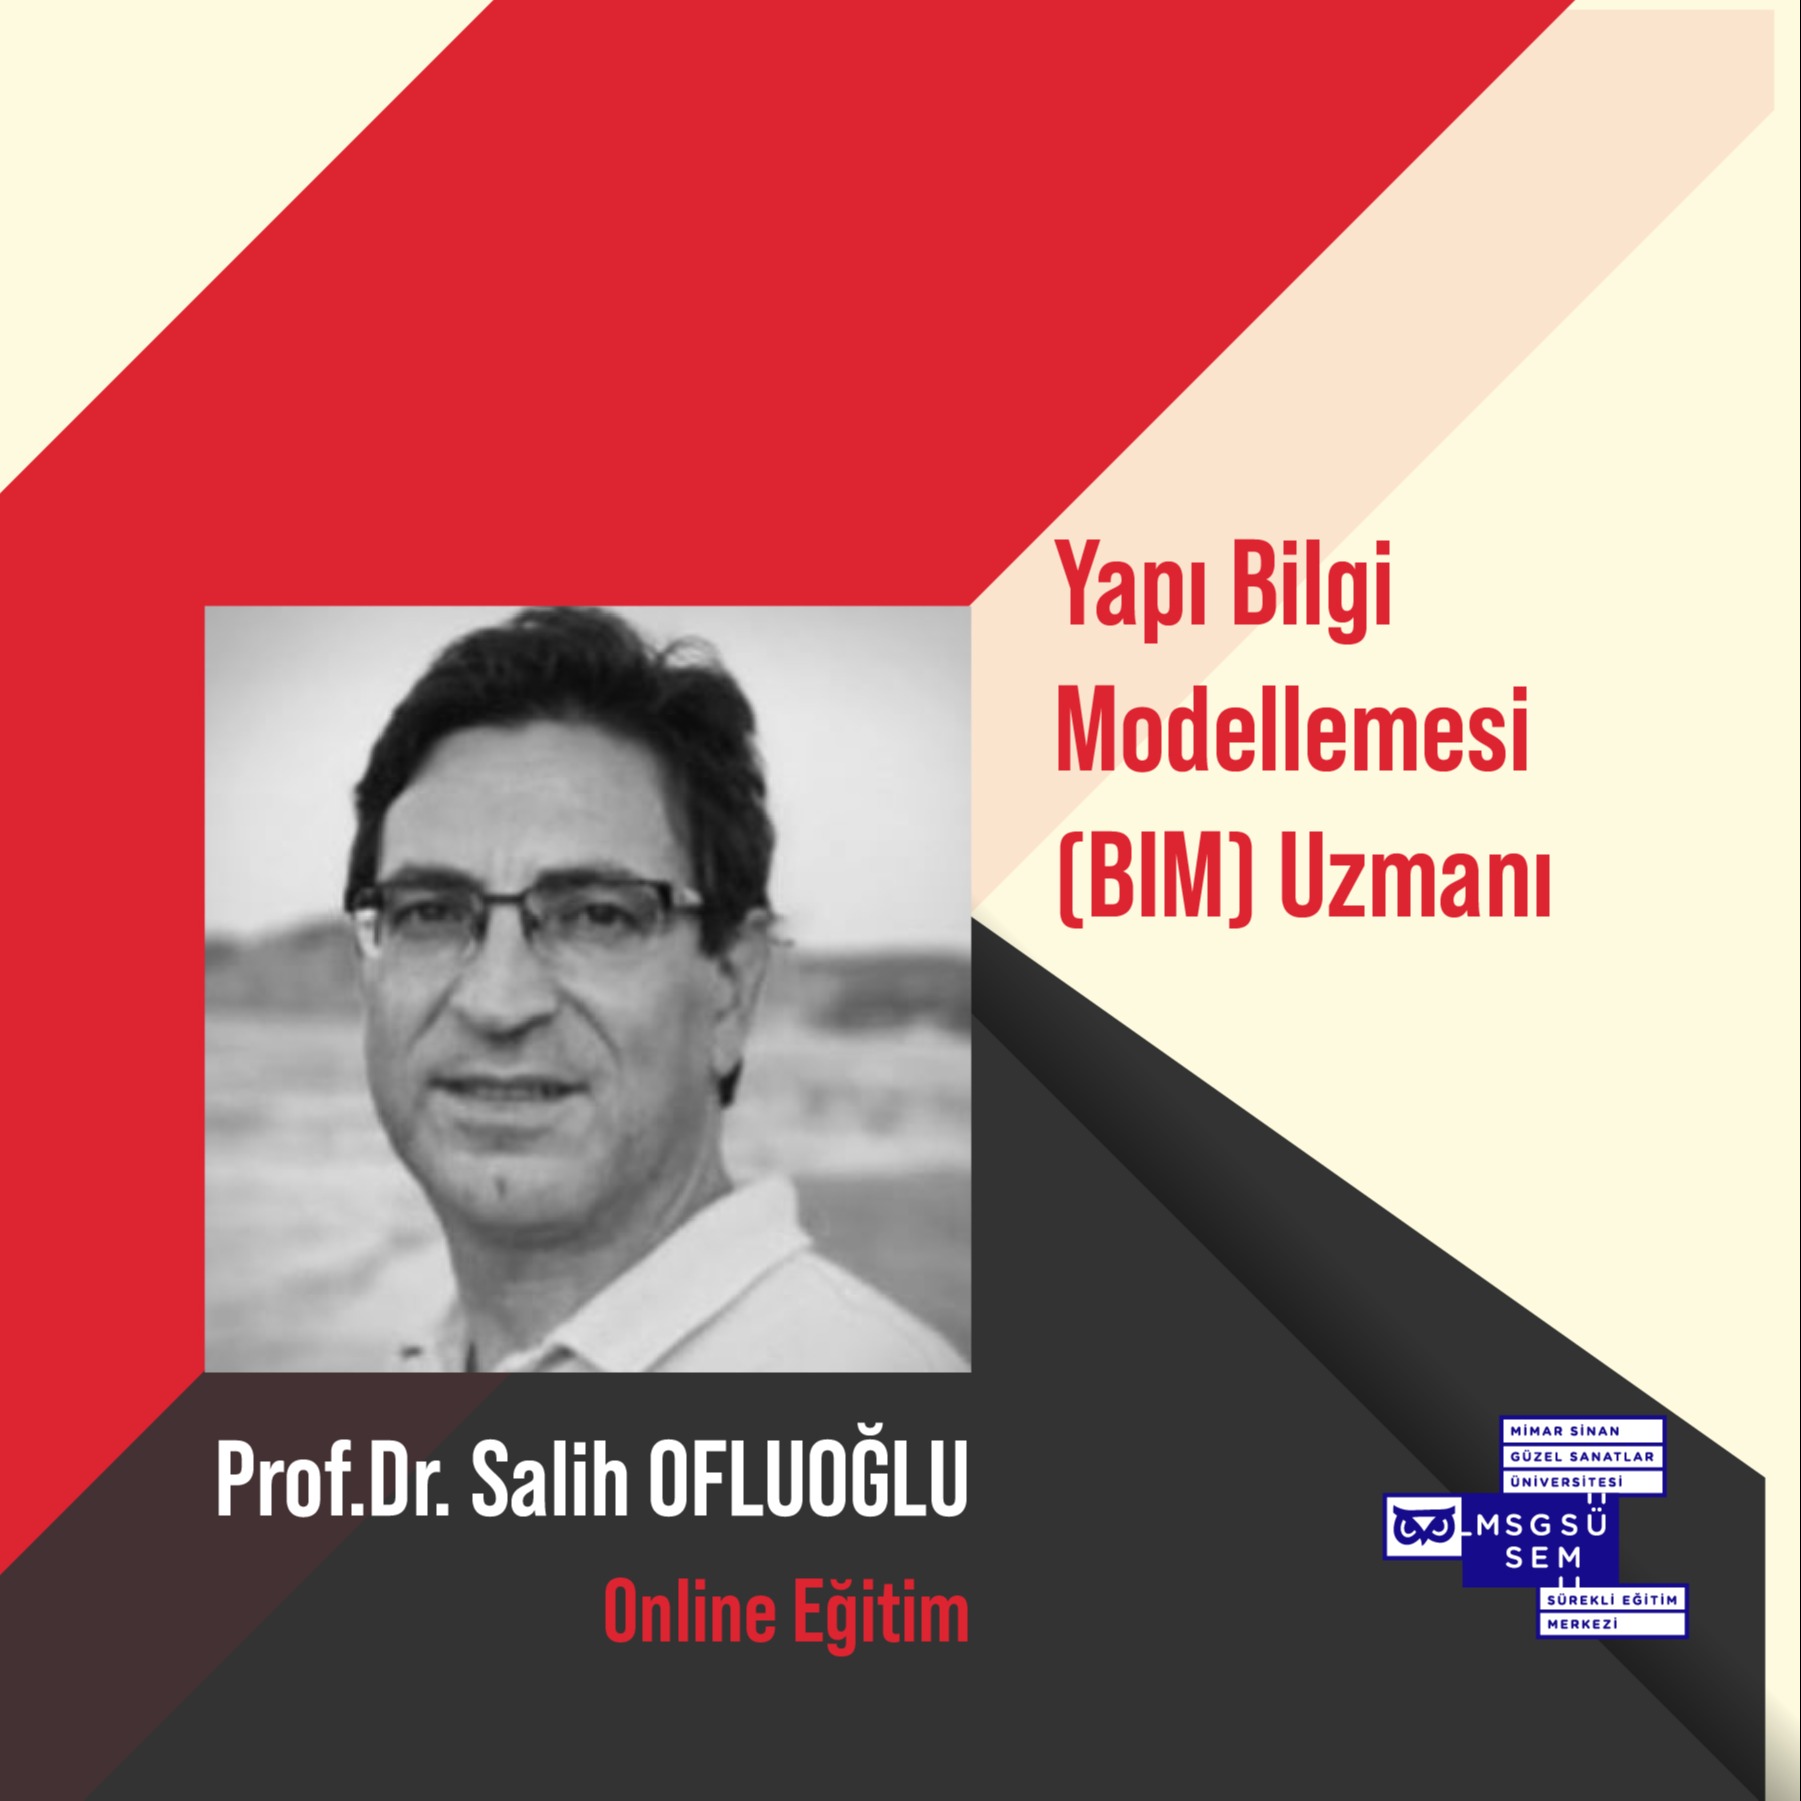 Yapı Bilgi
Modellemesi
(BIM) Uzmanı
Prof.Dr. Salih OFLUOĞLU
Online Eğitim
MİMAR SİNAN
GÜZEL SANATLAR
ÜNİVERSİTESİ
MSGSÜ
SEM
SÜREKLİ EĞİTİM
MERKEZİ